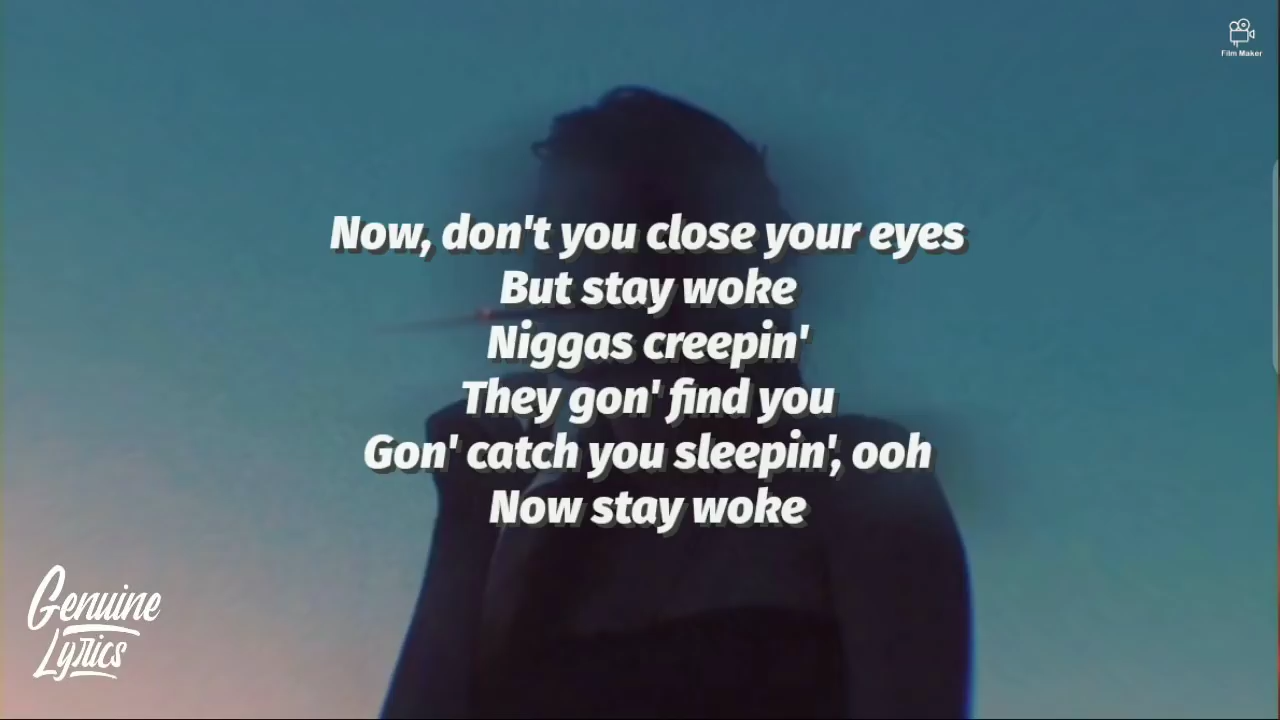 Film Maker
Now, don't you close your eyes
But stay woke
Niggas creepin'
They gon' find you
Gon' catch you sleepin', ooh
Now stay woke
Genuine
Lyrics